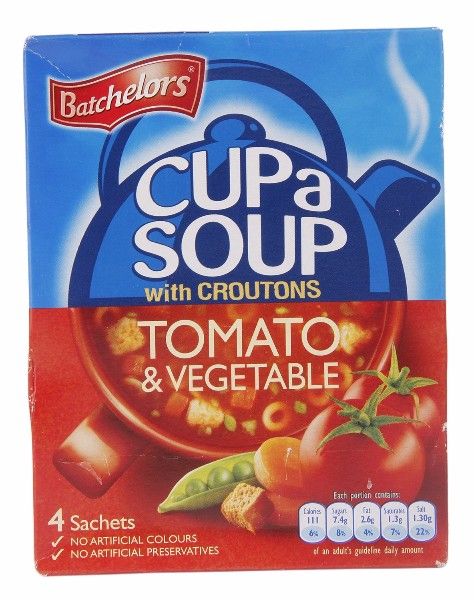 Batchelors®
CUPa
SOUP
with CROUTONS
TOMATO
& VEGETABLE
4 Sachets
✓ NO ARTIFICIAL COLOURS
✓ NO ARTIFICIAL PRESERVATIVES
Each portion contains:
Calories Sugars Fat Saturates Salt
111 7.4g 2.6g 1.3g 1.30g
6% 8% 4% 7% 22%
of an adult's guideline daily amount